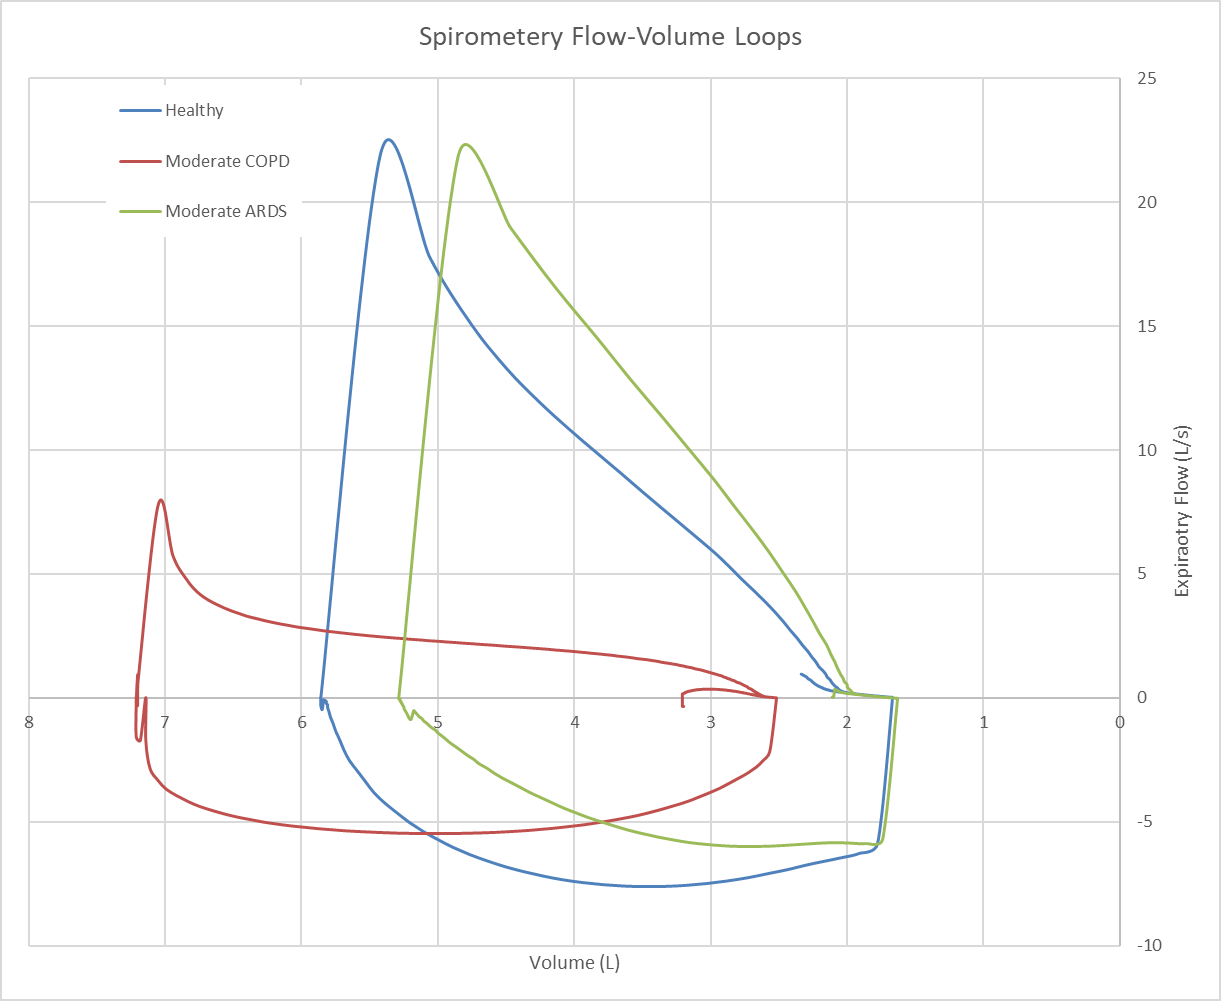 Spirometery Flow-Volume Loops
Healthy
Moderate COPD
Moderate ARDS
25
20
15
10
5
0
-5
-10
Expiraotry Flow (L/s)
8 7 6 5 4 3 2 1 0
Volume (L)